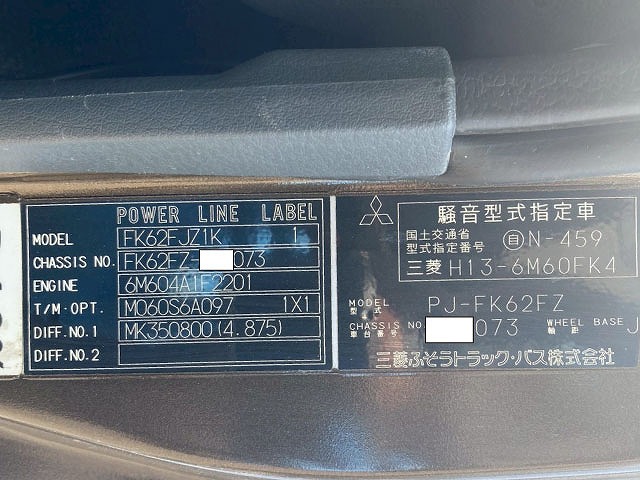 POWER LINE LABEL
MODEL FK62FJZ1K 1
CHASSIS NO. FK62FZ- 073
ENGINE 6M604A1F2201
T/M·OPT. M060S6A097 1X1
DIFF.NO.1 MK350800(4.875)
DIFF.NO.2
騒音型式指定車
国土交通省
型式指定番号 自N-459
三菱 H13-6M60FK4
MODEL 型式 PJ-FK62FZ
CHASSIS NO. 車台番号 073 WHEEL BASE 軸距 J
三菱ふそうトラック・バス株式会社